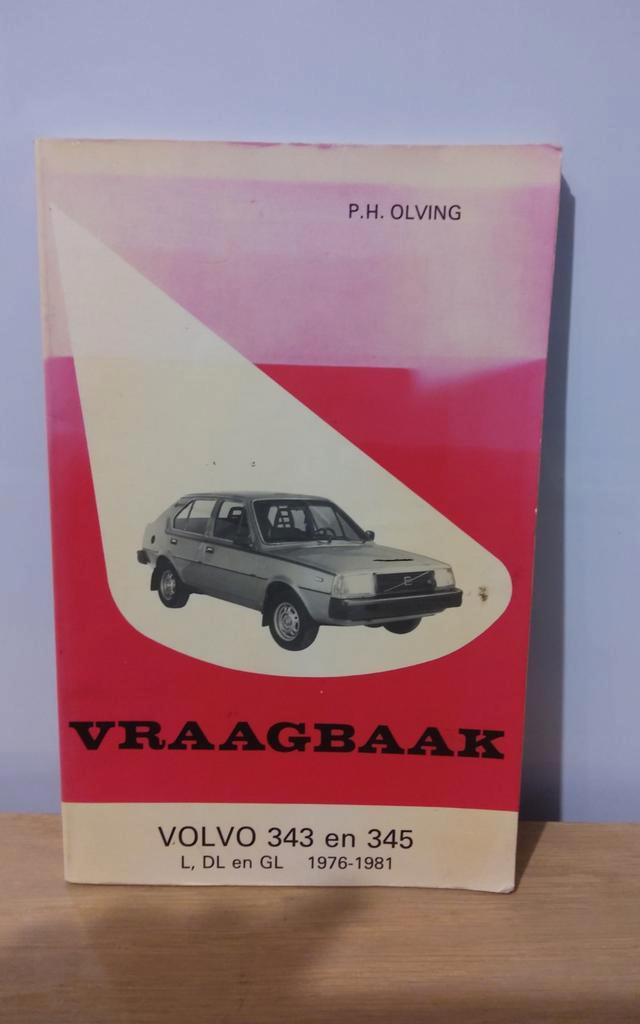 P.H. OLVING
VRAAGBAAK
VOLVO 343 en 345
L, DL en GL 1976-1981